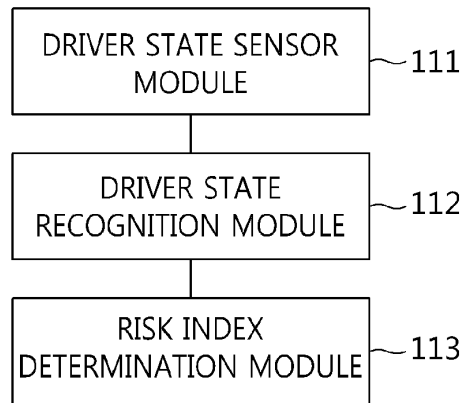 DRIVER STATE SENSOR
MODULE
111
DRIVER STATE
RECOGNITION MODULE
112
RISK INDEX
DETERMINATION MODULE
113